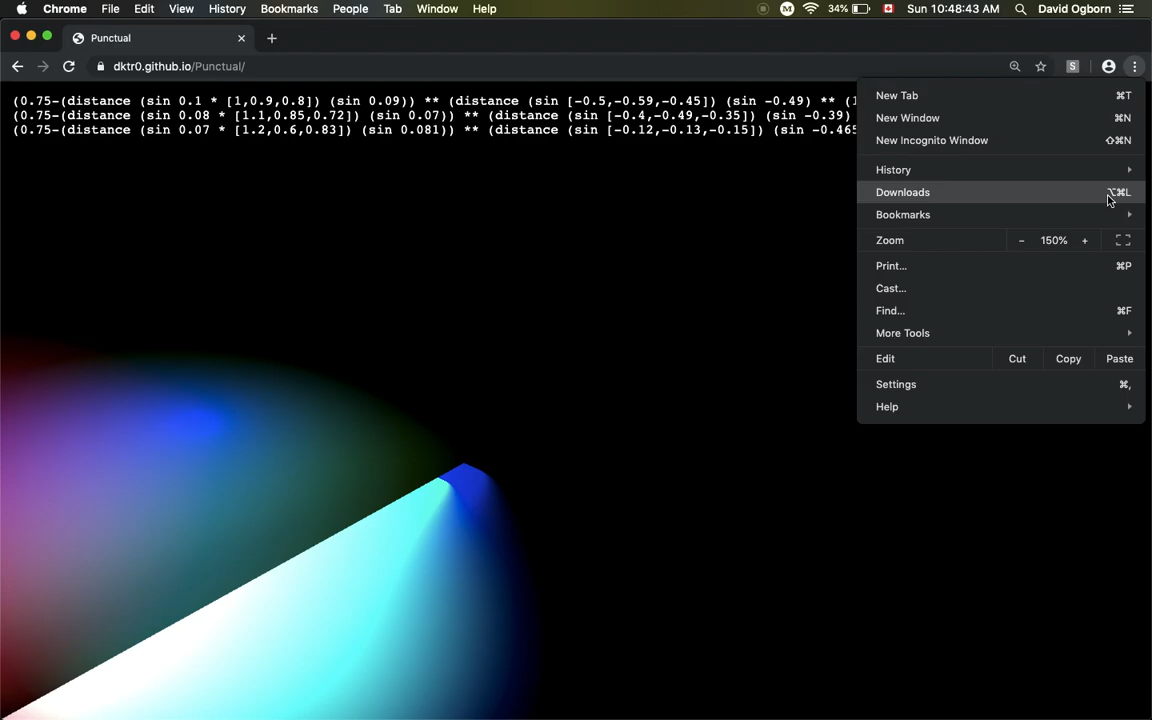 Chrome File Edit View History Bookmarks People Tab Window Help M 34% Sun 10:48:43 AM David Ogborn
Punctual
dktr0.github.io/Punctual/ S
(0.75-(distance (sin 0.1 * [1,0.9,0.8]) (sin 0.09)) ** (distance (sin [-0.5,-0.59,-0.45]) (sin -0.49) ** (
(0.75-(distance (sin 0.08 * [1.1,0.85,0.72]) (sin 0.07)) ** (distance (sin [-0.4,-0.49,-0.35]) (sin -0.39)
(0.75-(distance (sin 0.07 * [1.2,0.6,0.83]) (sin 0.081)) ** (distance (sin [-0.12,-0.13,-0.15]) (sin -0.465
New Tab ⌘T
New Window ⌘N
New Incognito Window ⇧⌘N
History
Downloads ⌥⌘L
Bookmarks
Zoom − 150% +
Print... ⌘P
Cast...
Find... ⌘F
More Tools
Edit Cut Copy Paste
Settings ⌘,
Help